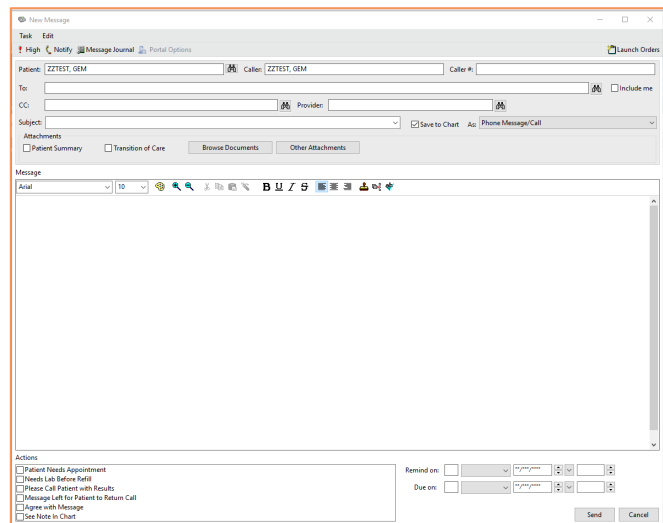 New Message
Task Edit
! High Notify Message Journal Portal Options Launch Orders
Patient: ZZTEST, GEM Caller: ZZTEST, GEM Caller #:
To: Include me
CC: Provider:
Subject: Save to Chart As: Phone Message/Call
Attachments
Patient Summary Transition of Care Browse Documents Other Attachments
Message
Arial 10 B U I S
Actions
Patient Needs Appointment
Needs Lab Before Refill
Please Call Patient with Results
Message Left for Patient to Return Call
Agree with Message
See Note In Chart
Remind on: **/***/****
Due on: **/***/****
Send Cancel